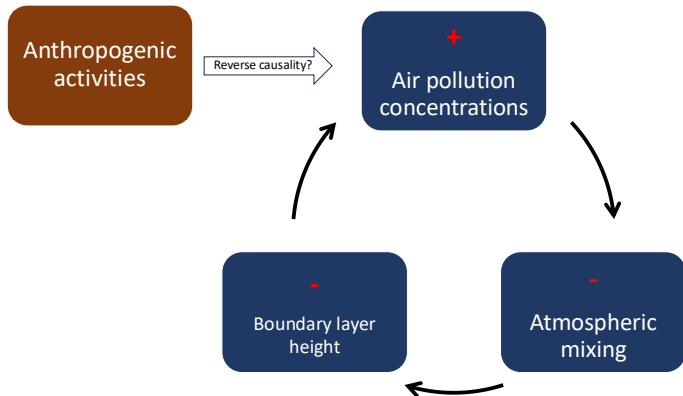 Anthropogenic
activities
Reverse causality?
+
Air pollution
concentrations
-
Boundary layer
height
-
Atmospheric
mixing